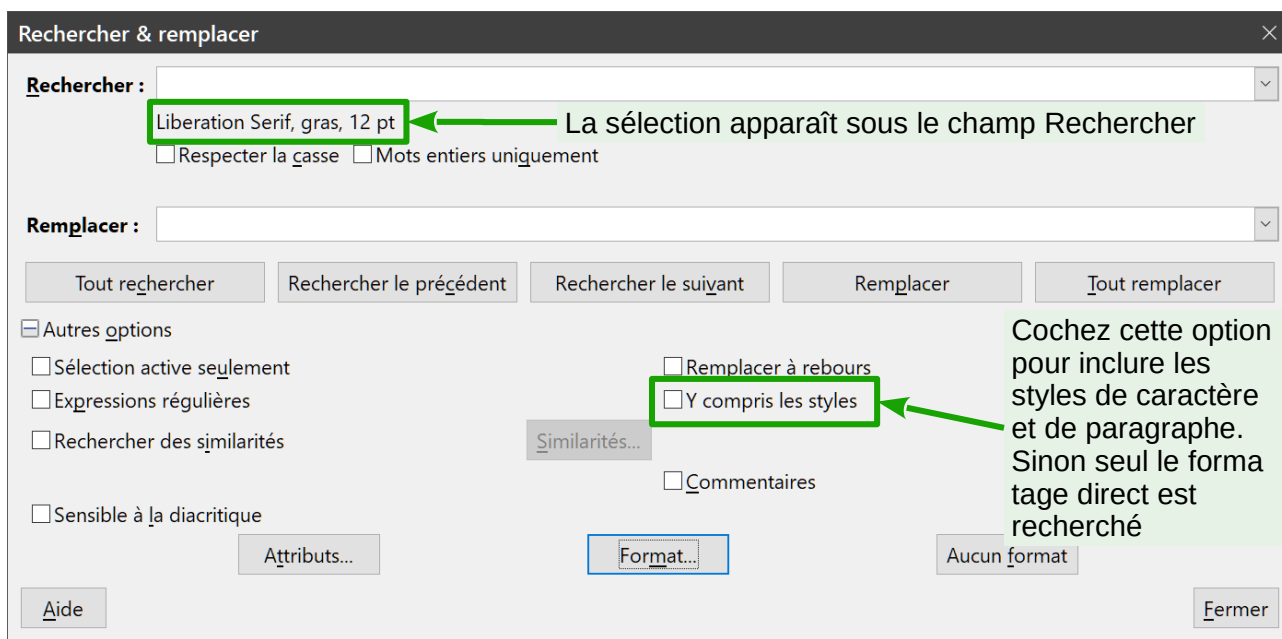 Rechercher & remplacer
Rechercher :
Liberation Serif, gras, 12 pt
La sélection apparaît sous le champ Rechercher
Respecter la casse Mots entiers uniquement
Remplacer :
Tout rechercher Rechercher le précédent Rechercher le suivant Remplacer Tout remplacer
Autres options
Sélection active seulement Remplacer à rebours
Expressions régulières Y compris les styles
Rechercher des similarités Similarités...
Commentaires
Sensible à la diacritique
Cochez cette option
pour inclure les
styles de caractère
et de paragraphe.
Sinon seul le forma
tage direct est
recherché
Attributs... Format... Aucun format
Aide Fermer